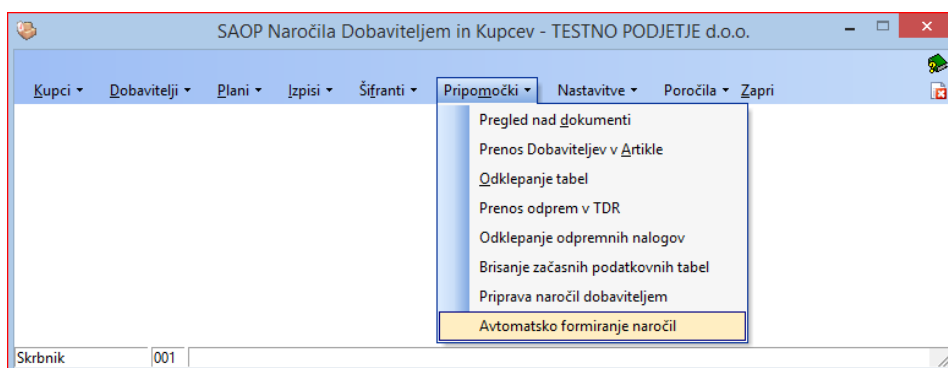 SAOP Naročila Dobaviteljem in Kupcev - TESTNO PODJETJE d.o.o.
Kupci Dobavitelji Plani Izpisi Šifranti Pripomočki Nastavitve Poročila Zapri
Pregled nad dokumenti
Prenos Dobaviteljev v Artikle
Odklepanje tabel
Prenos odprem v TDR
Odklepanje odpremnih nalogov
Brisanje začasnih podatkovnih tabel
Priprava naročil dobaviteljem
Avtomatsko formiranje naročil
Skrbnik 001